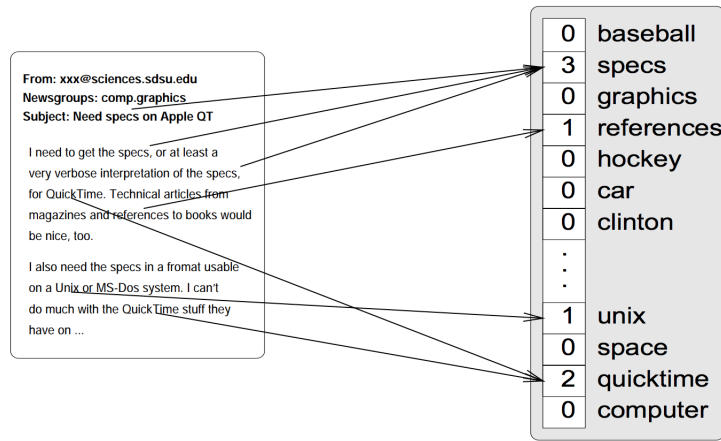 From: xxx@sciences.sdsu.edu
Newsgroups: comp.graphics
Subject: Need specs on Apple QT
I need to get the specs, or at least a
very verbose interpretation of the specs,
for QuickTime. Technical articles from
magazines and references to books would
be nice, too.
I also need the specs in a fromat usable
on a Unix or MS-Dos system. I can't
do much with the QuickTime stuff they
have on ...
0 baseball
3 specs
0 graphics
1 references
0 hockey
0 car
0 clinton
.
.
.
1 unix
0 space
2 quicktime
0 computer